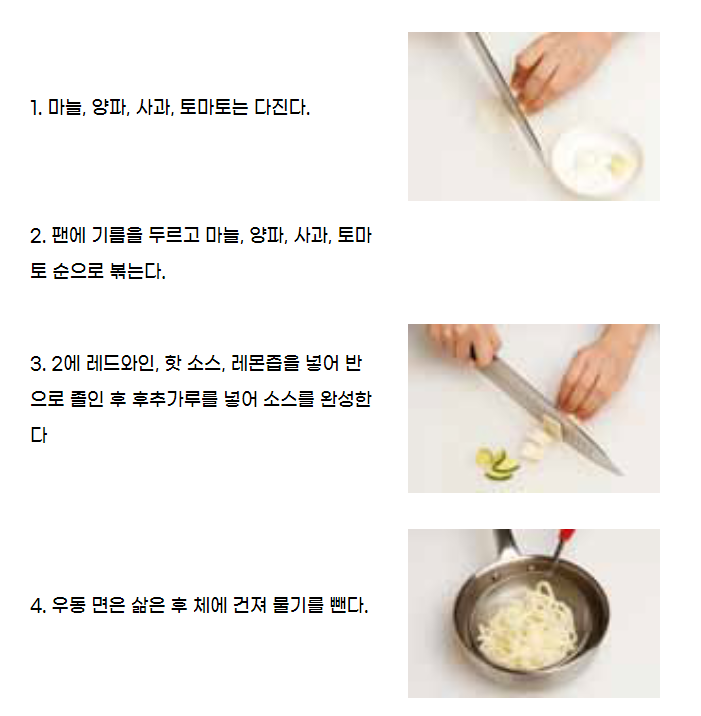 1. 마늘, 양파, 사과, 토마토는 다진다.
2. 팬에 기름을 두르고 마늘, 양파, 사과, 토마
토 순으로 볶는다.
3. 2에 레드와인, 핫 소스, 레몬즙을 넣어 반
으로 졸인 후 후추가루를 넣어 소스를 완성한
다
4. 우동 면은 삶은 후 체에 건져 물기를 뺀다.